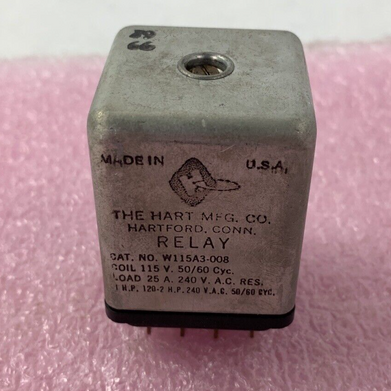 MADE IN U.S.A.
H
THE HART MFG. CO.
HARTFORD, CONN.
RELAY
CAT. NO. W115A3-008
COIL 115 V. 50/60 Cyc.
LOAD 25 A. 240 V. A.C. RES.
1 H.P. 120-2 H.P. 240 V.A.C. 50/60 CYC.